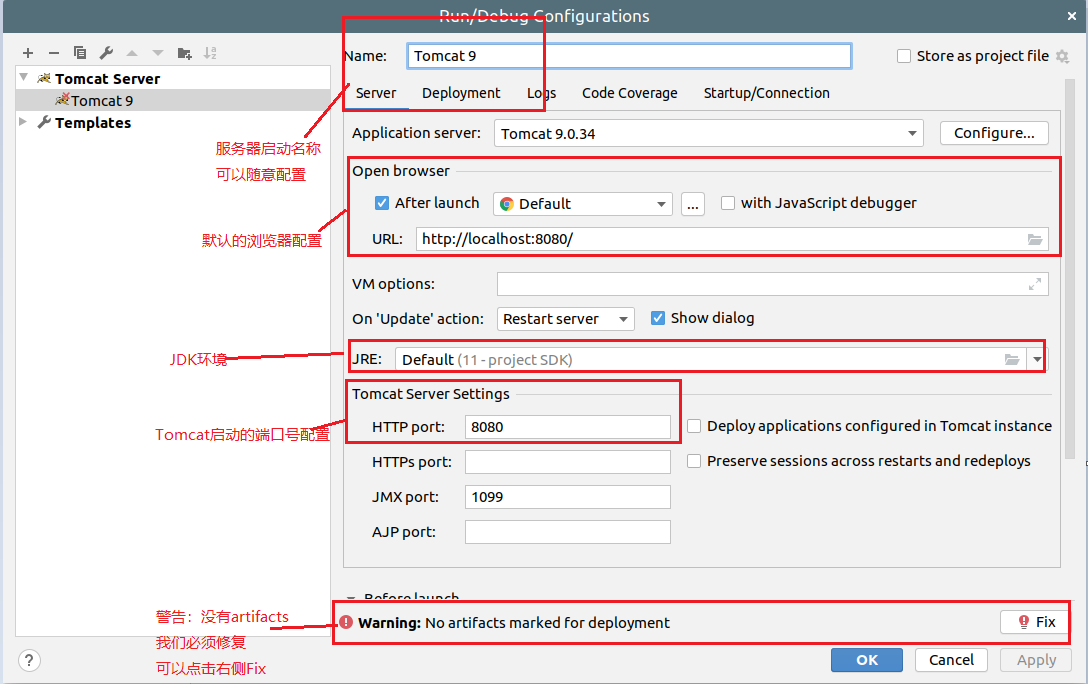 Run/Debug Configurations
Name: Tomcat 9 Store as project file
Tomcat Server
Tomcat 9
Templates
Server Deployment Logs Code Coverage Startup/Connection
Application server: Tomcat 9.0.34 Configure...
服务器启动名称
可以随意配置
Open browser
After launch Default ... with JavaScript debugger
默认的浏览器配置
URL: http://localhost:8080/
VM options:
On 'Update' action: Restart server Show dialog
JDK环境
JRE: Default (11 - project SDK)
Tomcat Server Settings
Tomcat启动的端口号配置
HTTP port: 8080 Deploy applications configured in Tomcat instance
HTTPs port: Preserve sessions across restarts and redeploys
JMX port: 1099
AJP port:
Before launch
警告：没有artifacts
我们必须修复
可以点击右侧Fix
Warning: No artifacts marked for deployment Fix
? OK Cancel Apply